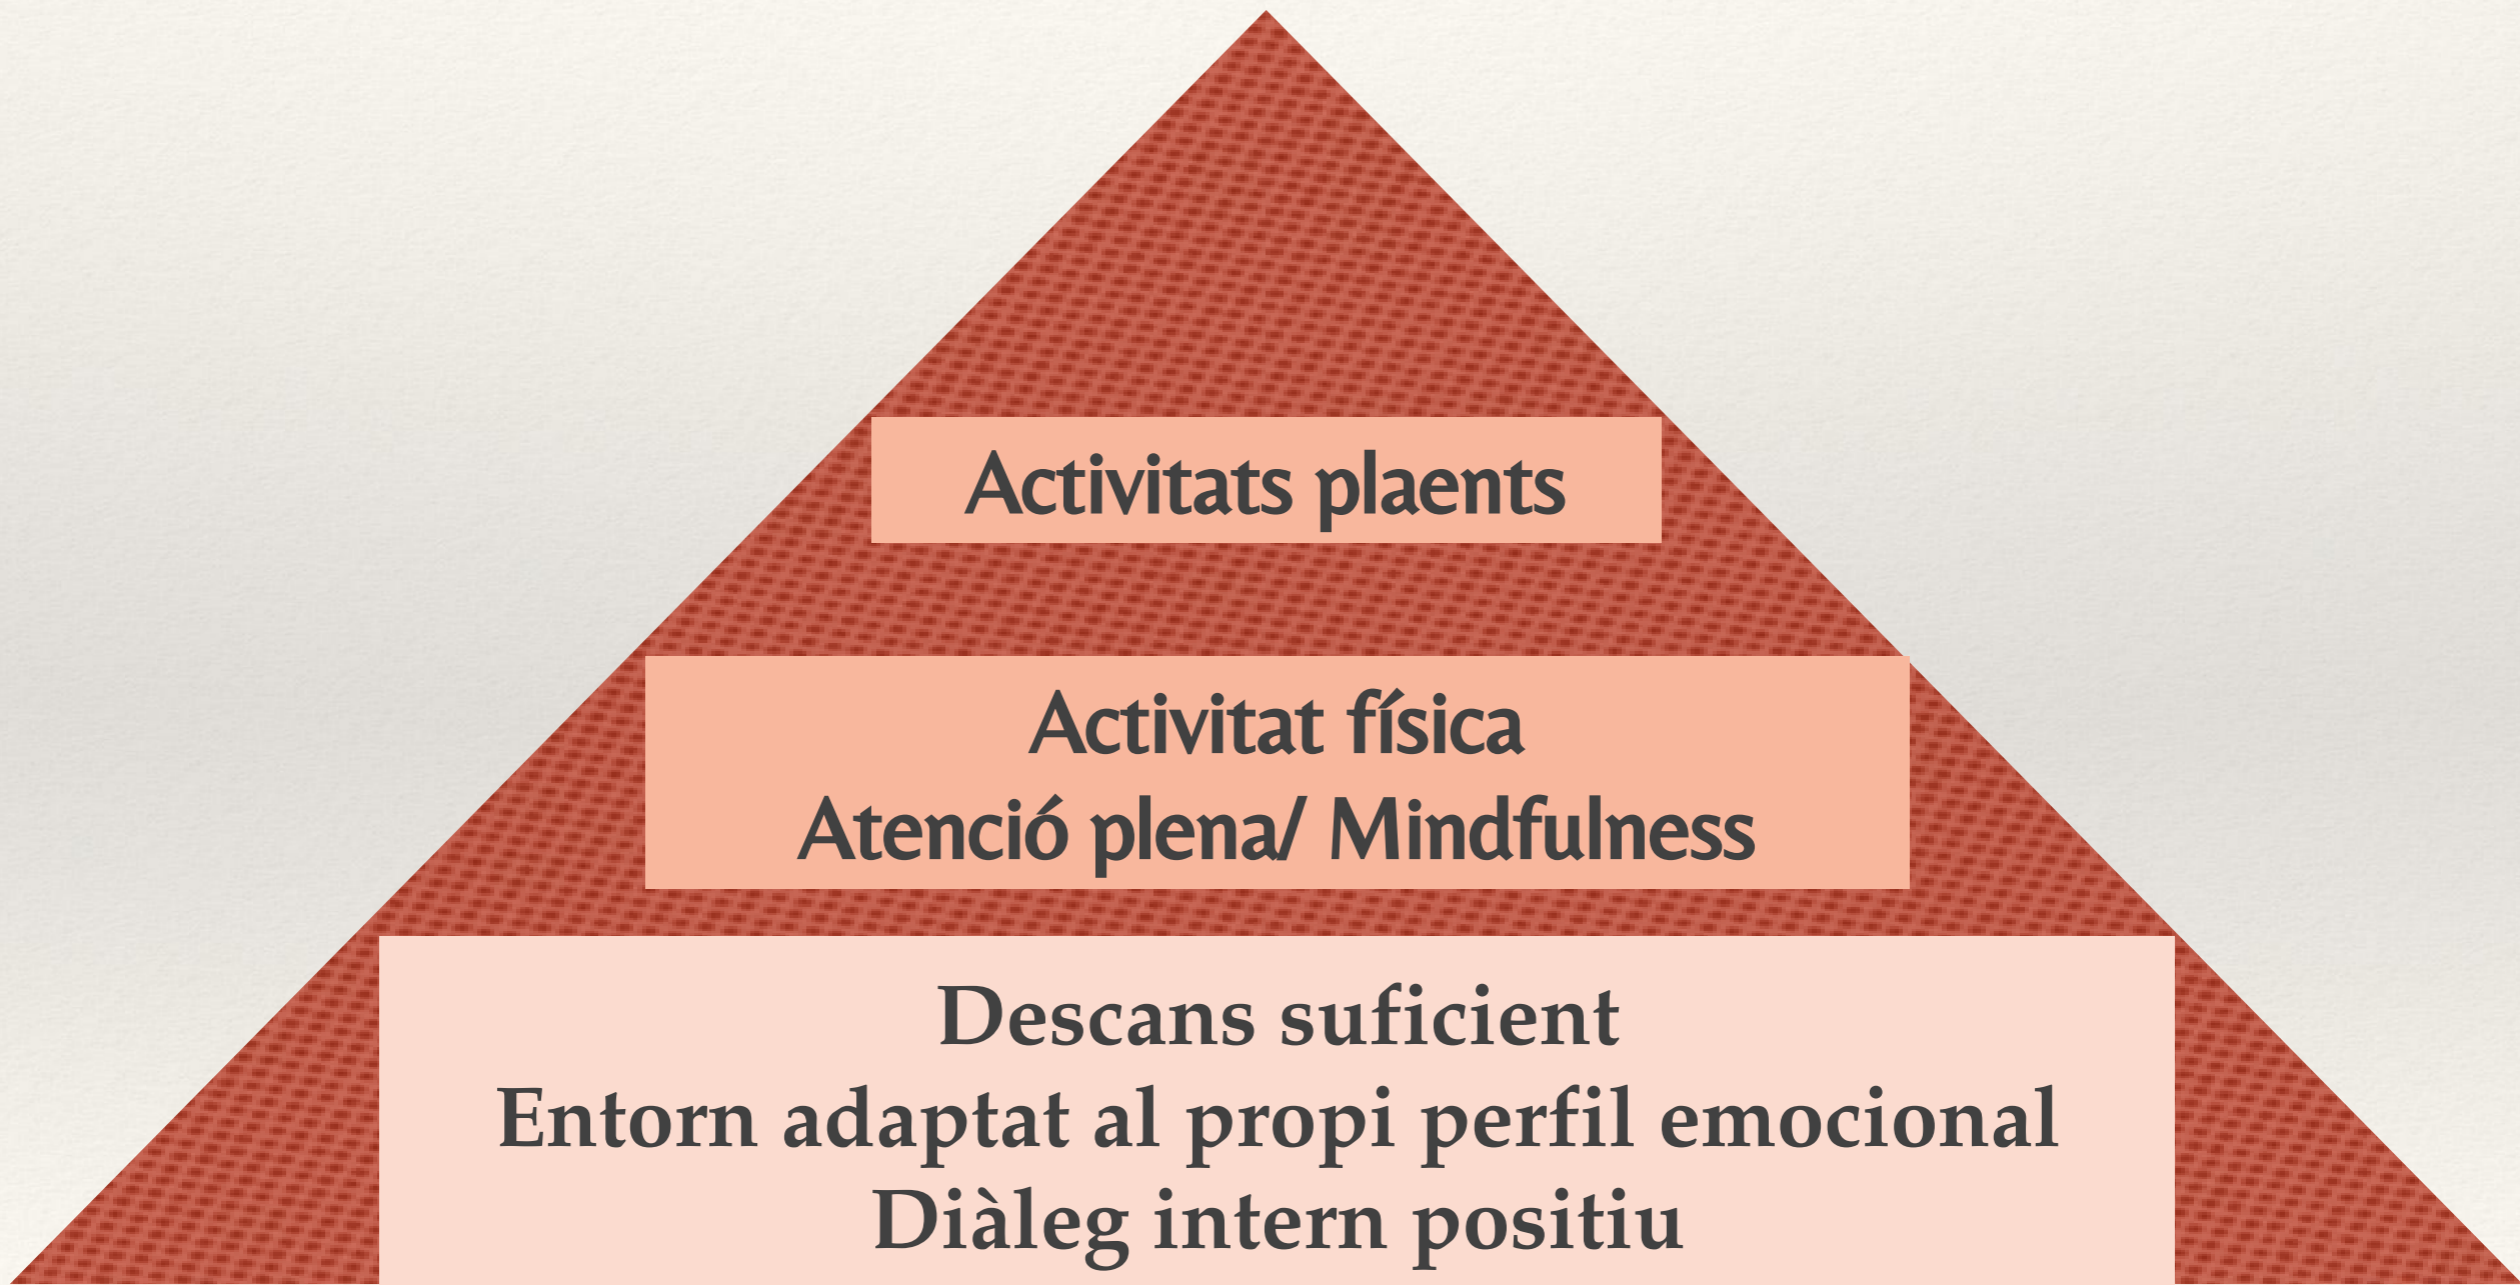 Activitats plaents
Activitat física
Atenció plena/ Mindfulness
Descans suficient
Entorn adaptat al propi perfil emocional
Diàleg intern positiu